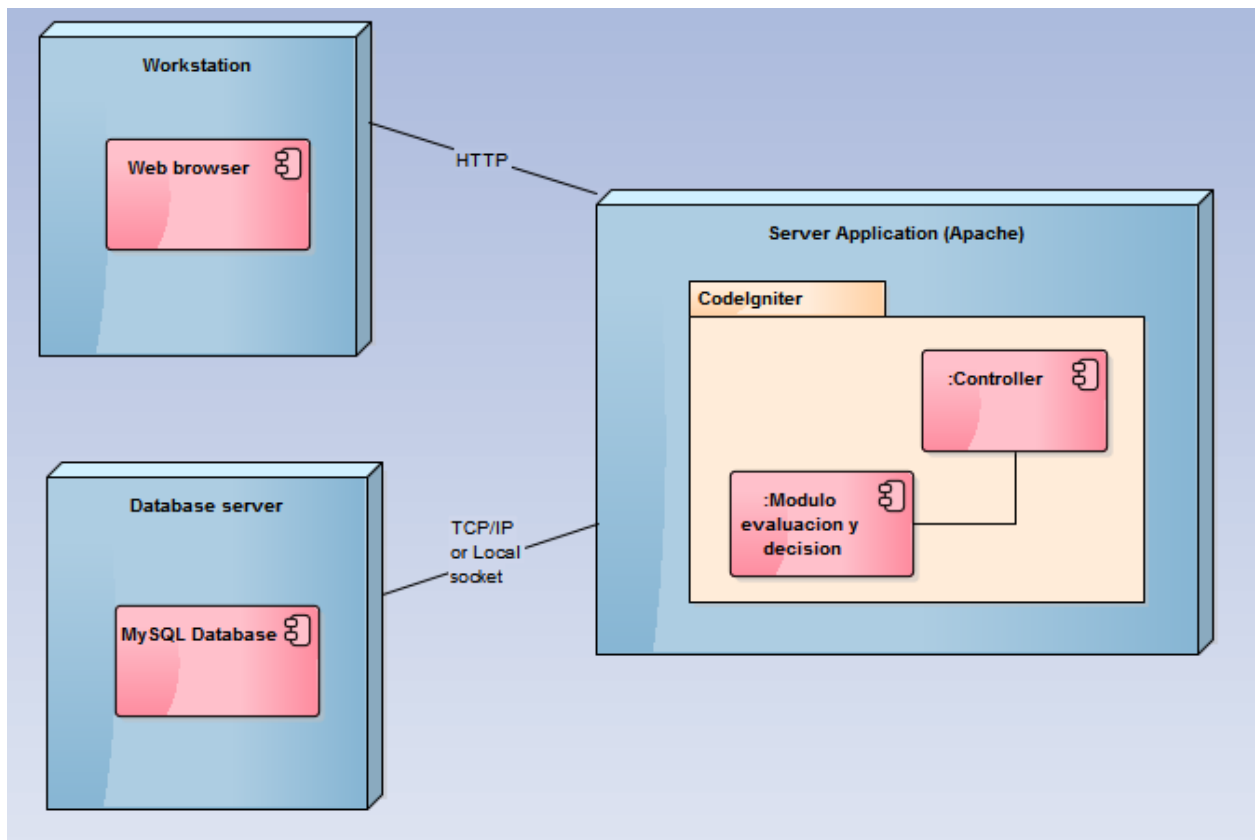 Workstation
Web browser
HTTP
Server Application (Apache)
CodeIgniter
:Controller
:Modulo
evaluacion y
decision
Database server
TCP/IP
or Local
socket
MySQL Database